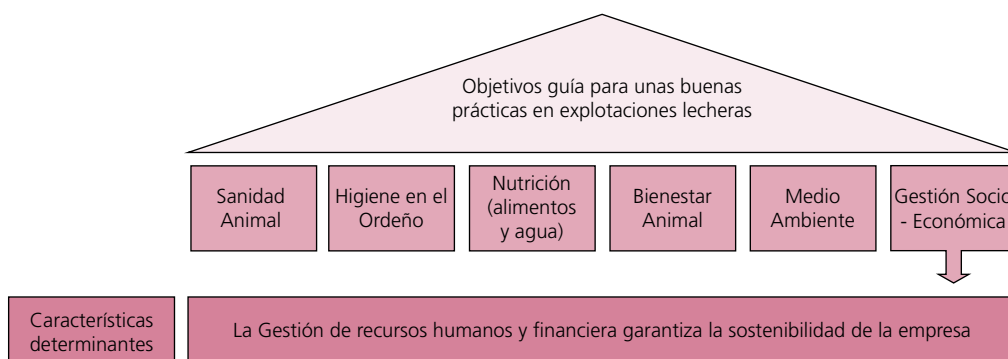 Objetivos guía para unas buenas
prácticas en explotaciones lecheras
Sanidad
Animal
Higiene en el
Ordeño
Nutrición
(alimentos
y agua)
Bienestar
Animal
Medio
Ambiente
Gestión Socio
- Económica
Características
determinantes
La Gestión de recursos humanos y financiera garantiza la sostenibilidad de la empresa